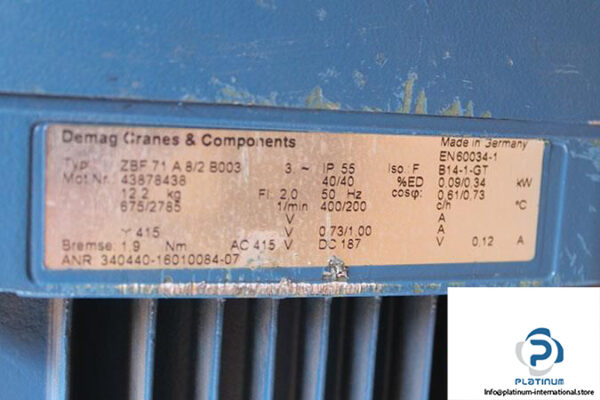 Demag Cranes & Components Made in Germany
Typ: ZBF 71 A 8/2 B003 3 ~ IP 55 Iso. F EN60034-1
Mot.Nr. 43878438 40/40 %ED B14-1-GT
12.2 kg Fl. 2.0 50 Hz cosφ: 0.09/0.34 kW
675/2785 1/min 400/200 c/h 0.61/0.73 °C
V A
Y 415 V 0.73/1.00 A
Bremse: 1.9 Nm AC 415 V DC 187 V 0.12 A
ANR 340440-16010084-07
PLATINUM
Info@platinum-international.store